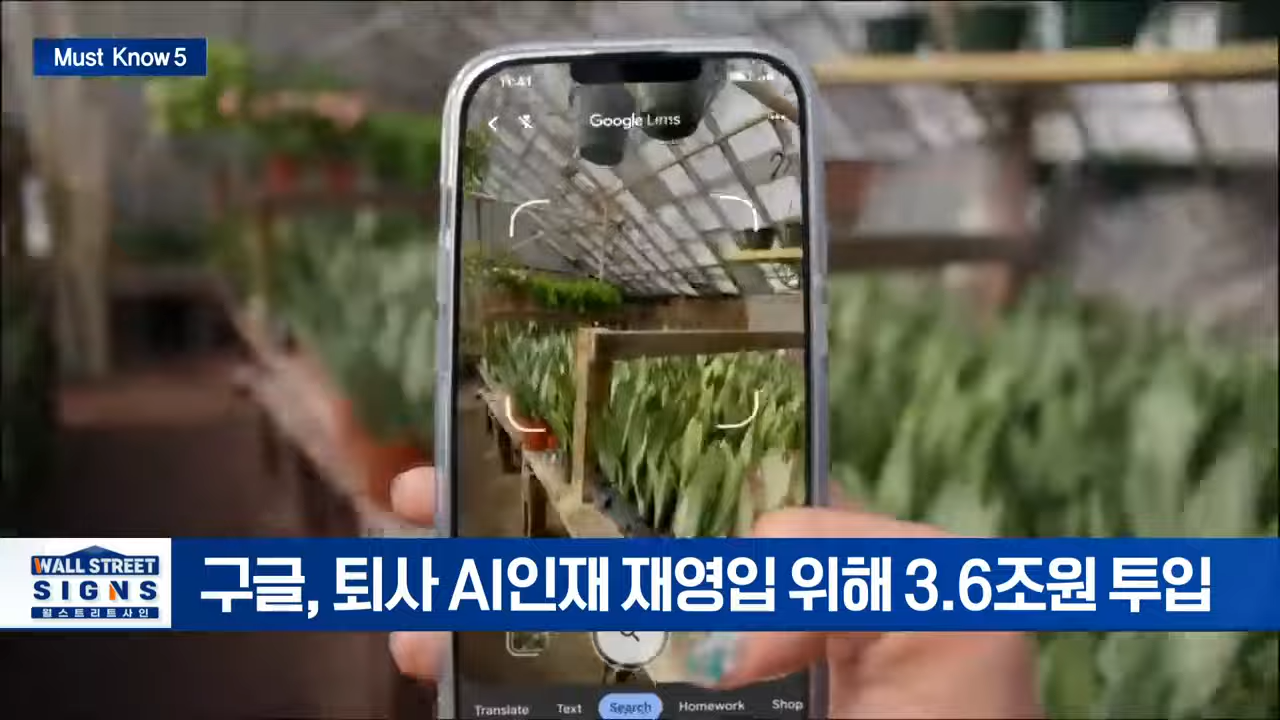 Must Know 5
11:41
Google Lens
WALL STREET
SIGNS
월스트리트사인
구글, 퇴사 AI인재 재영입 위해 3.6조원 투입
Translate Text Search Homework Shop